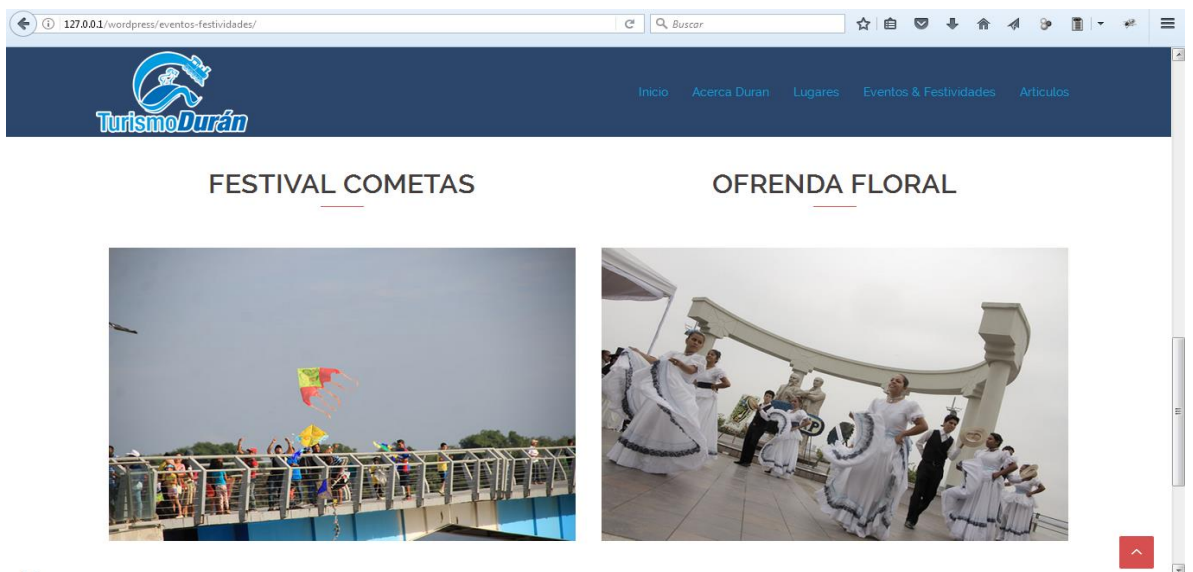 127.0.0.1/wordpress/eventos-festividades/
Buscar
TurismoDurán
Inicio Acerca Duran Lugares Eventos & Festividades Articulos
FESTIVAL COMETAS
OFRENDA FLORAL